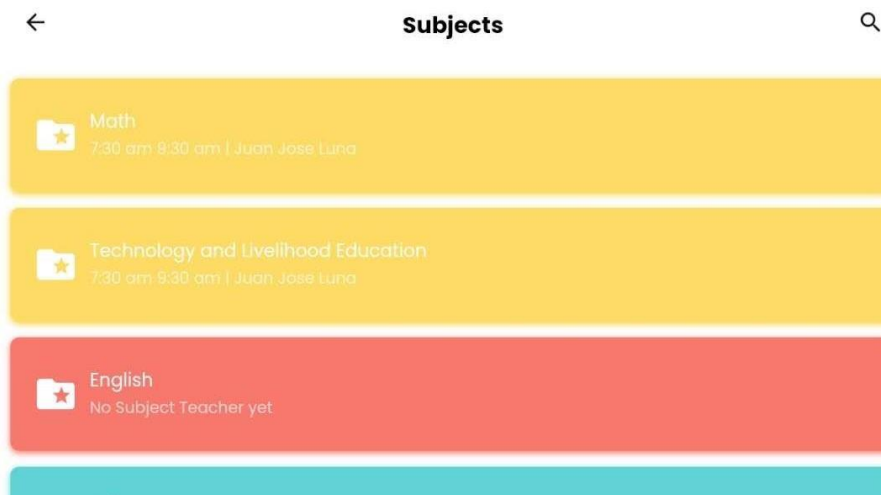 Subjects
Math
7:30 am 9:30 am | Juan Jose Luna
Technology and Livelihood Education
7:30 am 9:30 am | Juan Jose Luna
English
No Subject Teacher yet